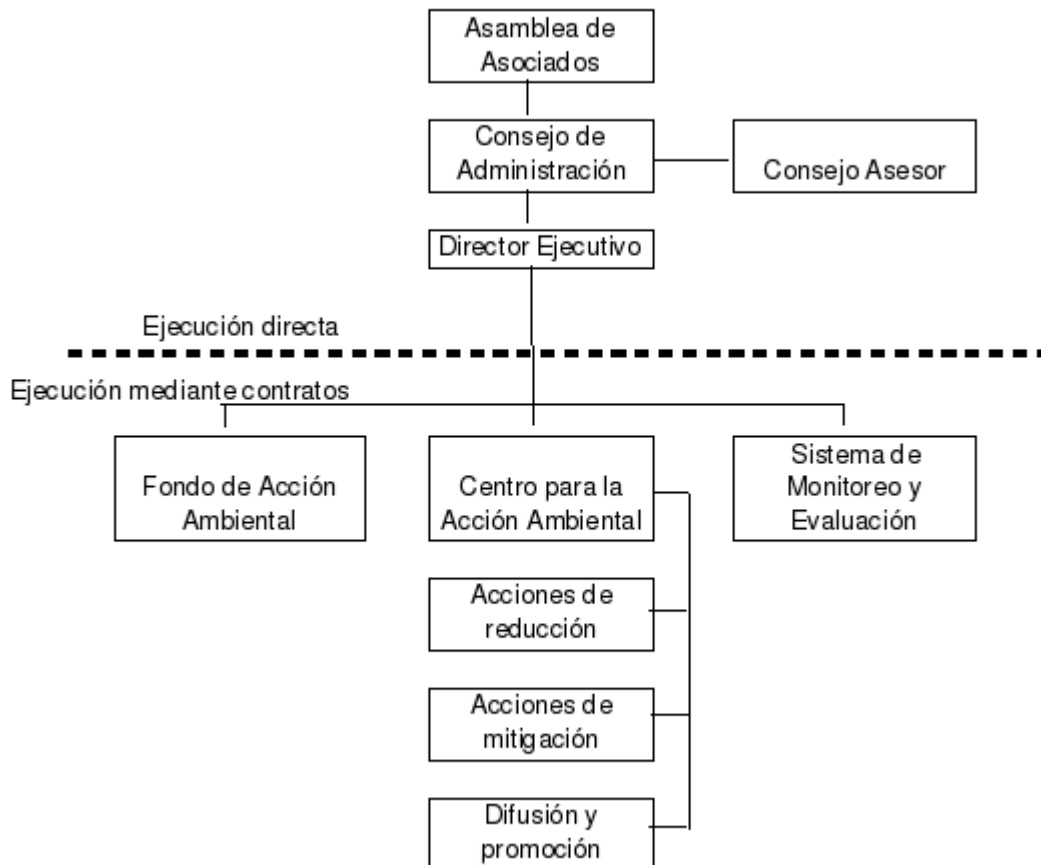 Asamblea de
Asociados
Consejo de
Administración
Consejo Asesor
Director Ejecutivo
Ejecución directa
Ejecución mediante contratos
Fondo de Acción
Ambiental
Centro para la
Acción Ambiental
Sistema de
Monitoreo y
Evaluación
Acciones de
reducción
Acciones de
mitigación
Difusión y
promoción